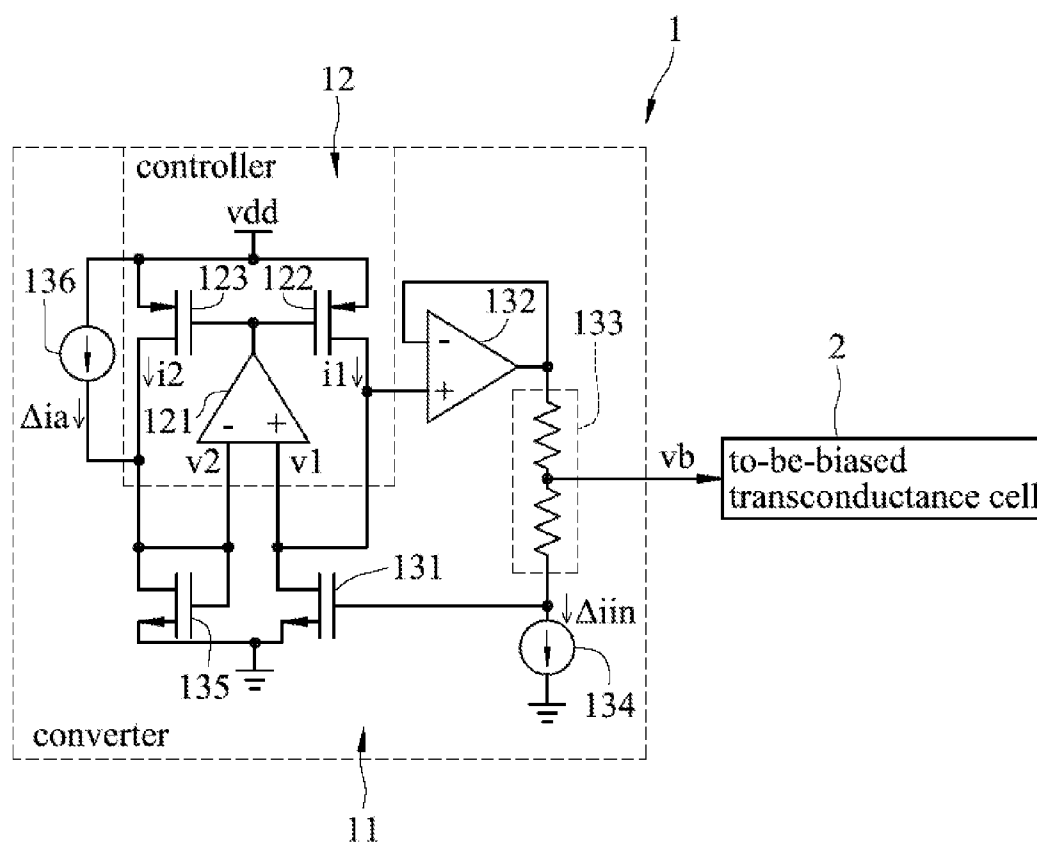 1
12
controller
vdd
136
123
122
132
133
i2
i1
-
+
121
-
+
Δia
v2
v1
2
vb
to-be-biased
transconductance cell
131
Δiin
135
134
converter
11